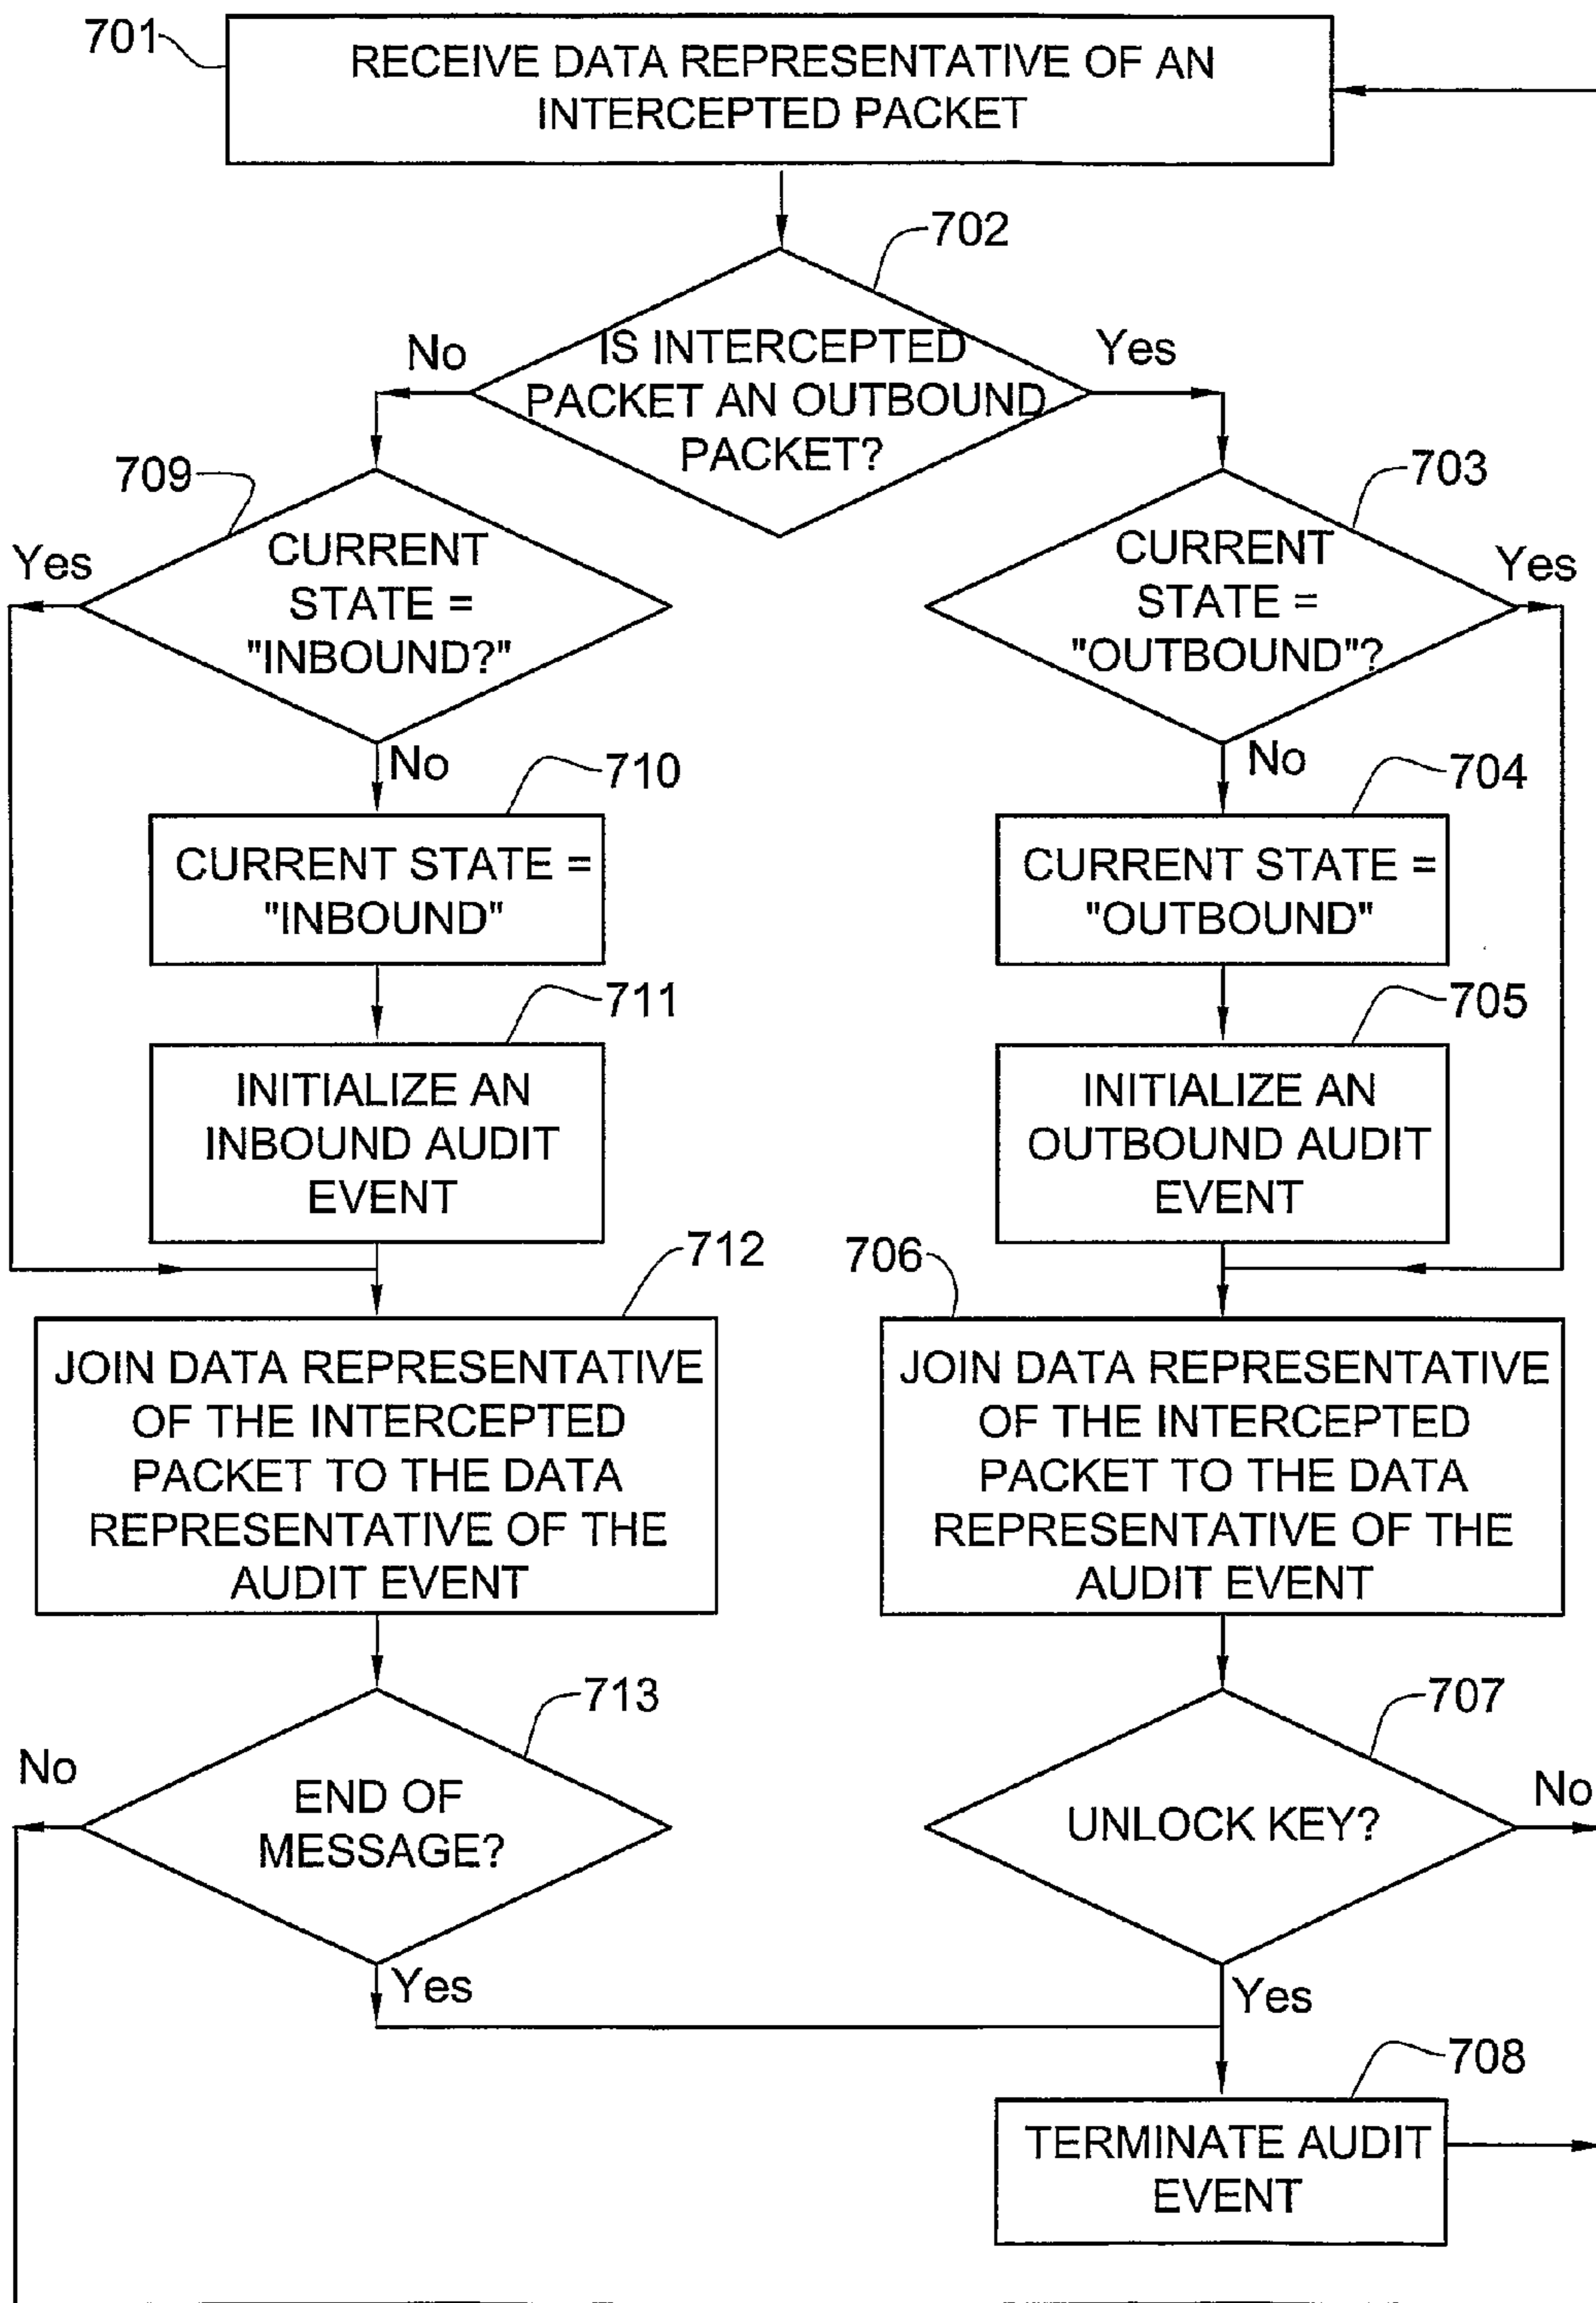 701
RECEIVE DATA REPRESENTATIVE OF AN
INTERCEPTED PACKET
702
No
IS INTERCEPTED
PACKET AN OUTBOUND
PACKET?
Yes
709
703
Yes
CURRENT
STATE =
"INBOUND?"
CURRENT
STATE =
"OUTBOUND"?
Yes
No
710
No
704
CURRENT STATE =
"INBOUND"
CURRENT STATE =
"OUTBOUND"
711
705
INITIALIZE AN
INBOUND AUDIT
EVENT
INITIALIZE AN
OUTBOUND AUDIT
EVENT
712
706
JOIN DATA REPRESENTATIVE
OF THE INTERCEPTED
PACKET TO THE DATA
REPRESENTATIVE OF THE
AUDIT EVENT
JOIN DATA REPRESENTATIVE
OF THE INTERCEPTED
PACKET TO THE DATA
REPRESENTATIVE OF THE
AUDIT EVENT
713
707
No
END OF
MESSAGE?
UNLOCK KEY?
No
Yes
Yes
708
TERMINATE AUDIT
EVENT